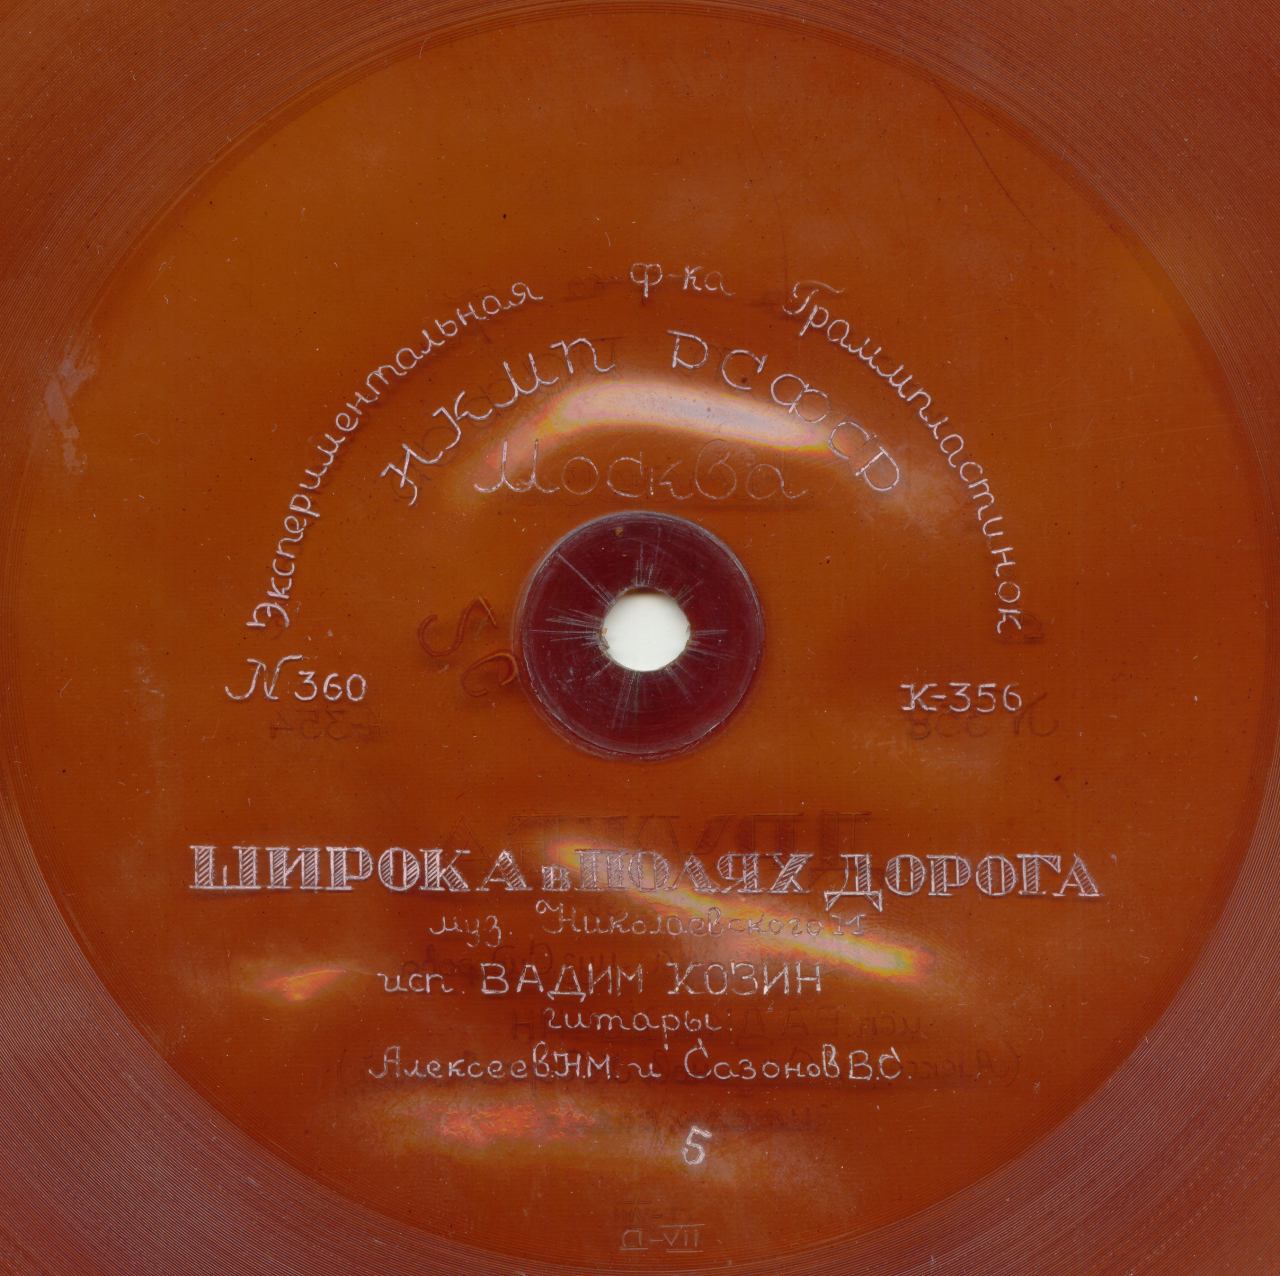 Экспериментальная ф-ка Граммпластинок
НКМП РСФСР
Москва
N 360
К-356
ШИРОКА в ПОЛЯХ ДОРОГА
муз. Николаевского И
исп. ВАДИМ КОЗИН
гитары:
Алексеев Н.М. и Сазонов В.С.
5